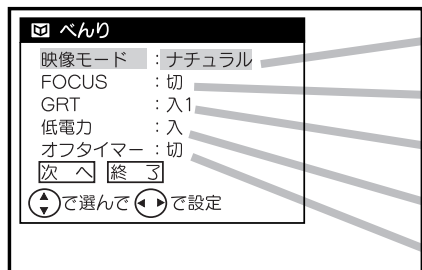 べんり
映像モード :ナチュラル
FOCUS :切
GRT :入1
低電力 :入
オフタイマー:切
次 へ 終 了
で選んで で設定